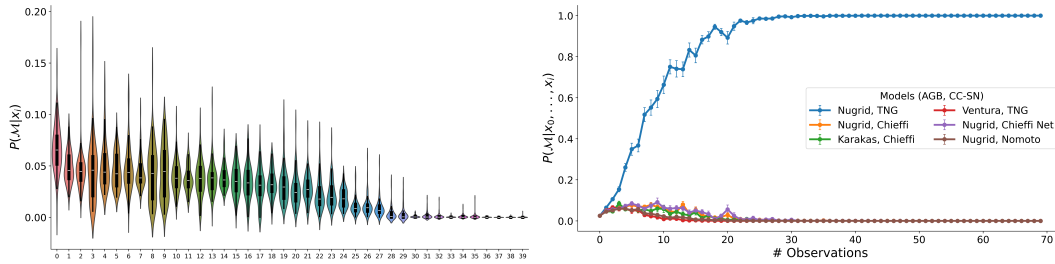 0.20
0.15
0.10
0.05
0.00
P(M|x_i)
0 1 2 3 4 5 6 7 8 9 10 11 12 13 14 15 16 17 18 19 20 21 22 23 24 25 26 27 28 29 30 31 32 33 34 35 36 37 38 39
1.0
0.8
0.6
0.4
0.2
0.0
P(M|x_0, . . . , x_i)
Models (AGB, CC-SN)
Nugrid, TNG
Nugrid, Chieffi
Karakas, Chieffi
Ventura, TNG
Nugrid, Chieffi Net
Nugrid, Nomoto
0 10 20 30 40 50 60 70
# Observations